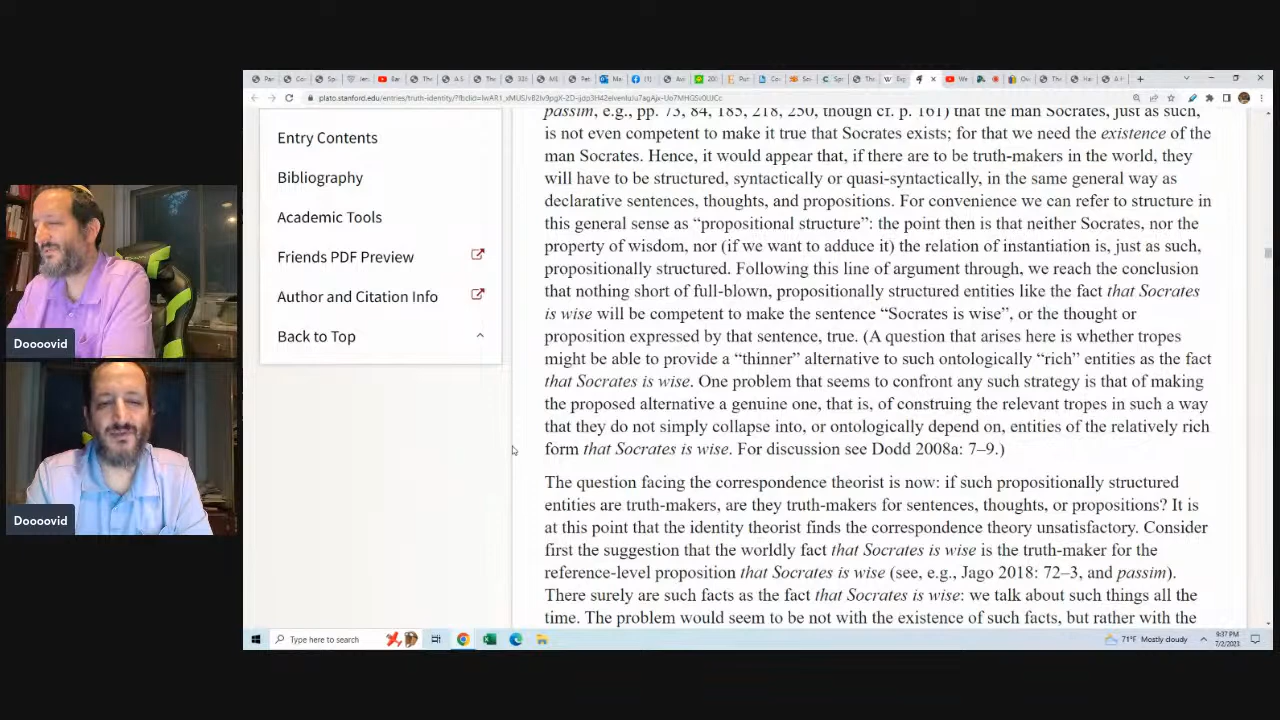 plato.stanford.edu/entries/truth-identity/
Entry Contents
Bibliography
Academic Tools
Friends PDF Preview
Author and Citation Info
Back to Top
passim, e.g., pp. 73, 84, 185, 218, 250, though cf. p. 161) that the man Socrates, just as such,
is not even competent to make it true that Socrates exists; for that we need the existence of the
man Socrates. Hence, it would appear that, if there are to be truth-makers in the world, they
will have to be structured, syntactically or quasi-syntactically, in the same general way as
declarative sentences, thoughts, and propositions. For convenience we can refer to structure in
this general sense as “propositional structure”: the point then is that neither Socrates, nor the
property of wisdom, nor (if we want to adduce it) the relation of instantiation is, just as such,
propositionally structured. Following this line of argument through, we reach the conclusion
that nothing short of full-blown, propositionally structured entities like the fact that Socrates
is wise will be competent to make the sentence “Socrates is wise”, or the thought or
proposition expressed by that sentence, true. (A question that arises here is whether tropes
might be able to provide a “thinner” alternative to such ontologically “rich” entities as the fact
that Socrates is wise. One problem that seems to confront any such strategy is that of making
the proposed alternative a genuine one, that is, of construing the relevant tropes in such a way
that they do not simply collapse into, or ontologically depend on, entities of the relatively rich
form that Socrates is wise. For discussion see Dodd 2008a: 7–9.)
The question facing the correspondence theorist is now: if such propositionally structured
entities are truth-makers, are they truth-makers for sentences, thoughts, or propositions? It is
at this point that the identity theorist finds the correspondence theory unsatisfactory. Consider
first the suggestion that the worldly fact that Socrates is wise is the truth-maker for the
reference-level proposition that Socrates is wise (see, e.g., Jago 2018: 72–3, and passim).
There surely are such facts as the fact that Socrates is wise: we talk about such things all the
time. The problem would seem to be not with the existence of such facts, but rather with the
Doooovid
Doooovid
Type here to search
71°F Mostly cloudy
9:37 PM
7/2/2023